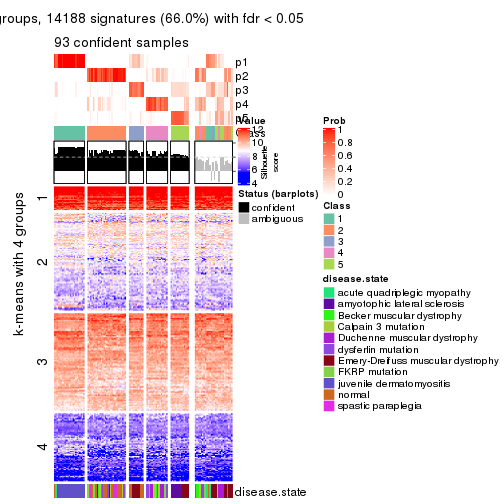 groups, 14188 signatures (66.0%) with fdr < 0.05
93 confident samples
p1
p2
p3
p4
p5
Class
Silhouette
score
1
2
3
4
k-means with 4 groups
disease.state
Value
12
10
8
6
4
Status (barplots)
confident
ambiguous
Prob
1
0.8
0.6
0.4
0.2
0
Class
1
2
3
4
5
disease.state
acute quadriplegic myopathy
amyotophic lateral sclerosis
Becker muscular dystrophy
Calpain 3 mutation
Duchenne muscular dystrophy
dysferlin mutation
Emery-Dreifuss muscular dystrophy
FKRP mutation
juvenile dermatomyositis
normal
spastic paraplegia